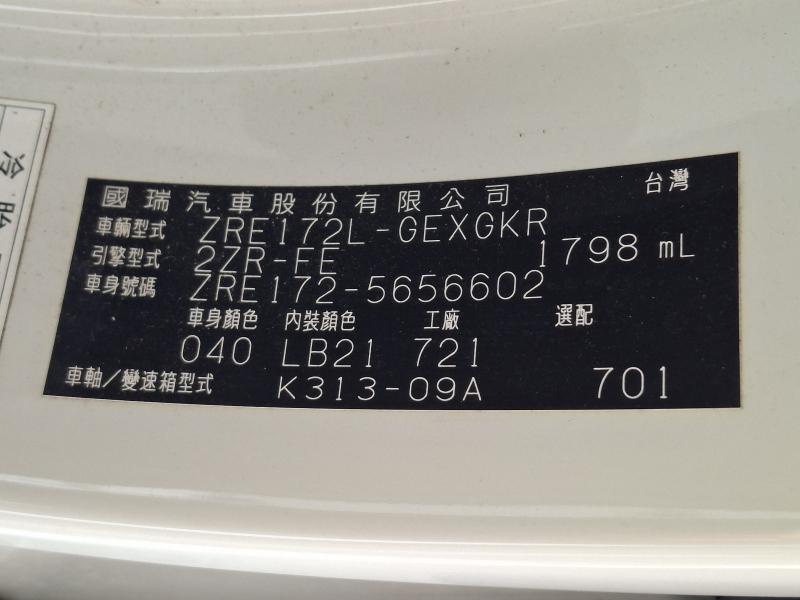 國瑞汽車股份有限公司 台灣
車輛型式 ZRE172L-GEXGKR
引擎型式 2ZR-FE 1798 mL
車身號碼 ZRE172-5656602
車身顏色 內裝顏色 工廠 選配
040 LB21 721
車軸/變速箱型式 K313-09A 701
冷